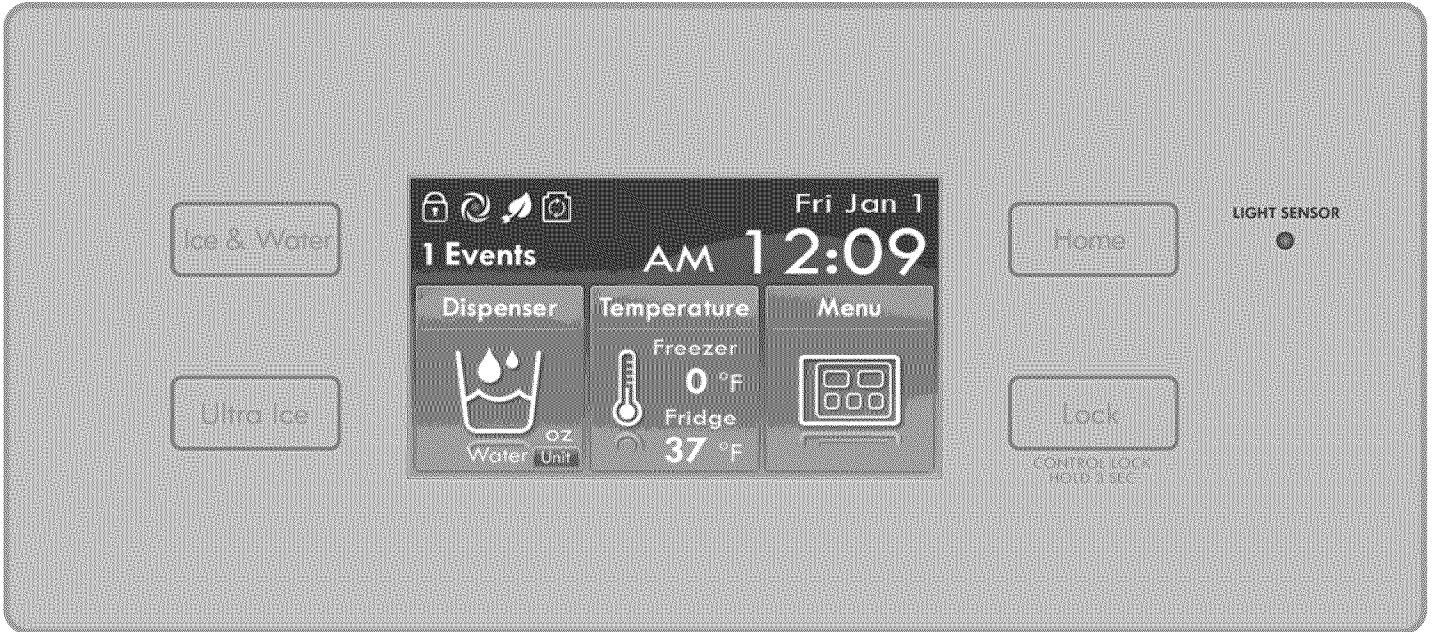 Fri Jan 1
1 Events
AM 12:09
Dispenser
oz
Water Unit
Temperature
Freezer
0 °F
Fridge
37 °F
Menu
Ice & Water
Ultra Ice
Home
Lock
CONTROL LOCK
HOLD 3 SEC
LIGHT SENSOR